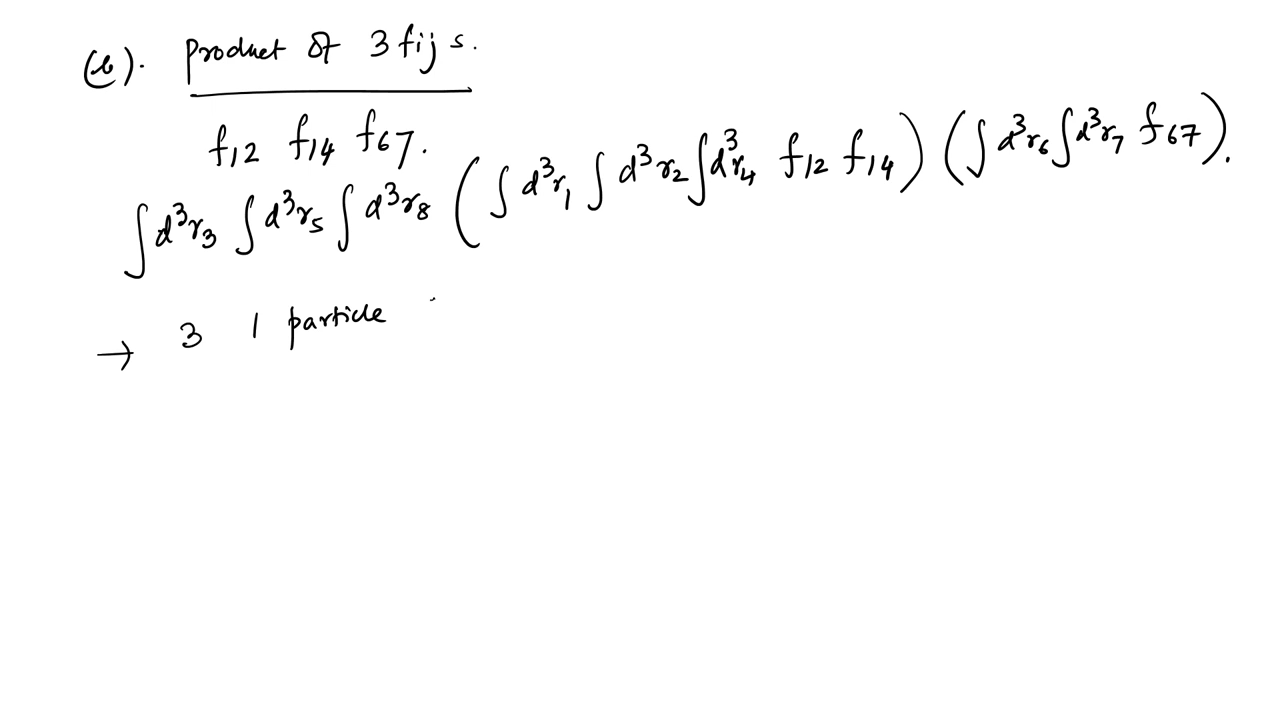 (b). Product of 3 fij s.
f12 f14 f67.
∫d³r3 ∫d³r5 ∫d³r8 (∫d³r1 ∫d³r2 ∫d³r4 f12 f14) (∫d³r6 ∫d³r7 f67).
→ 3 1 particle